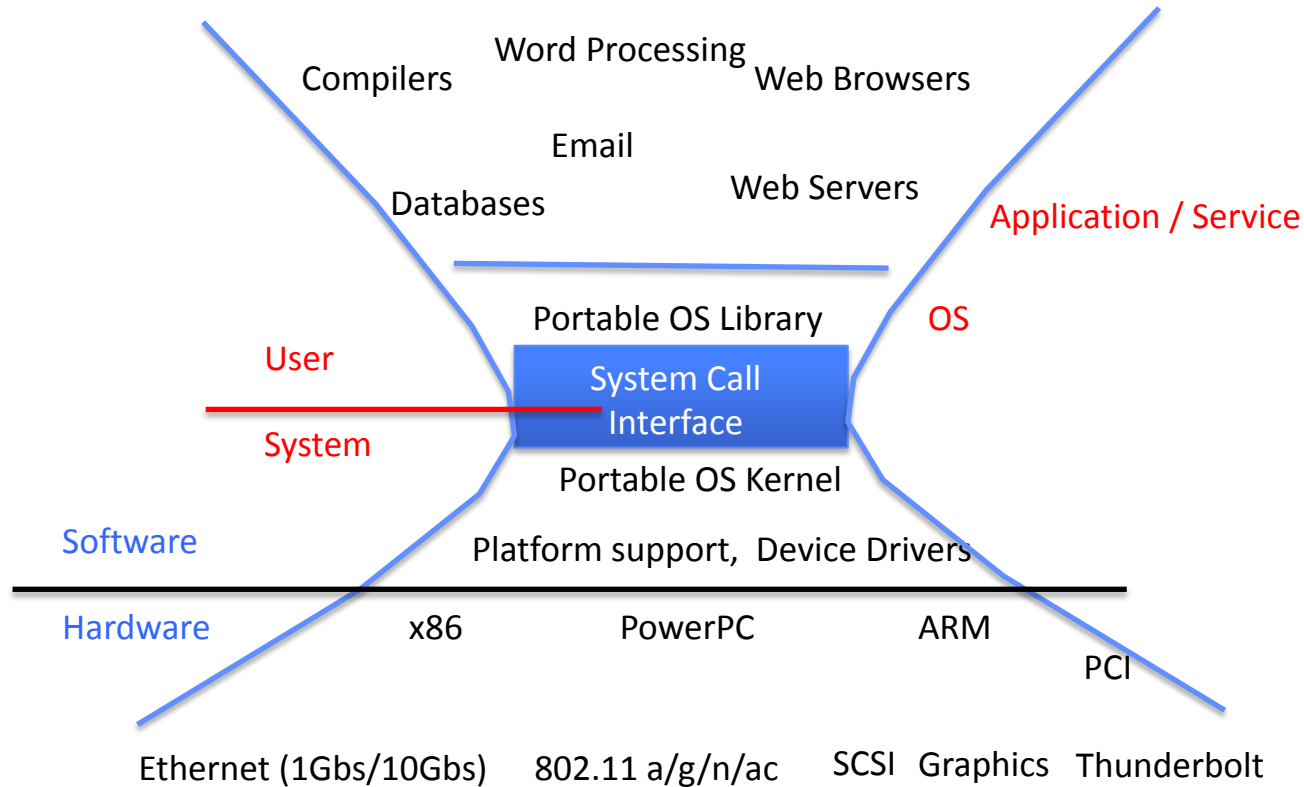 Word Processing
Compilers
Web Browsers
Email
Web Servers
Databases
Application / Service
Portable OS Library
OS
User
System Call
Interface
System
Portable OS Kernel
Software
Platform support, Device Drivers
Hardware
x86
PowerPC
ARM
PCI
Ethernet (1Gbs/10Gbs)
802.11 a/g/n/ac
SCSI
Graphics
Thunderbolt